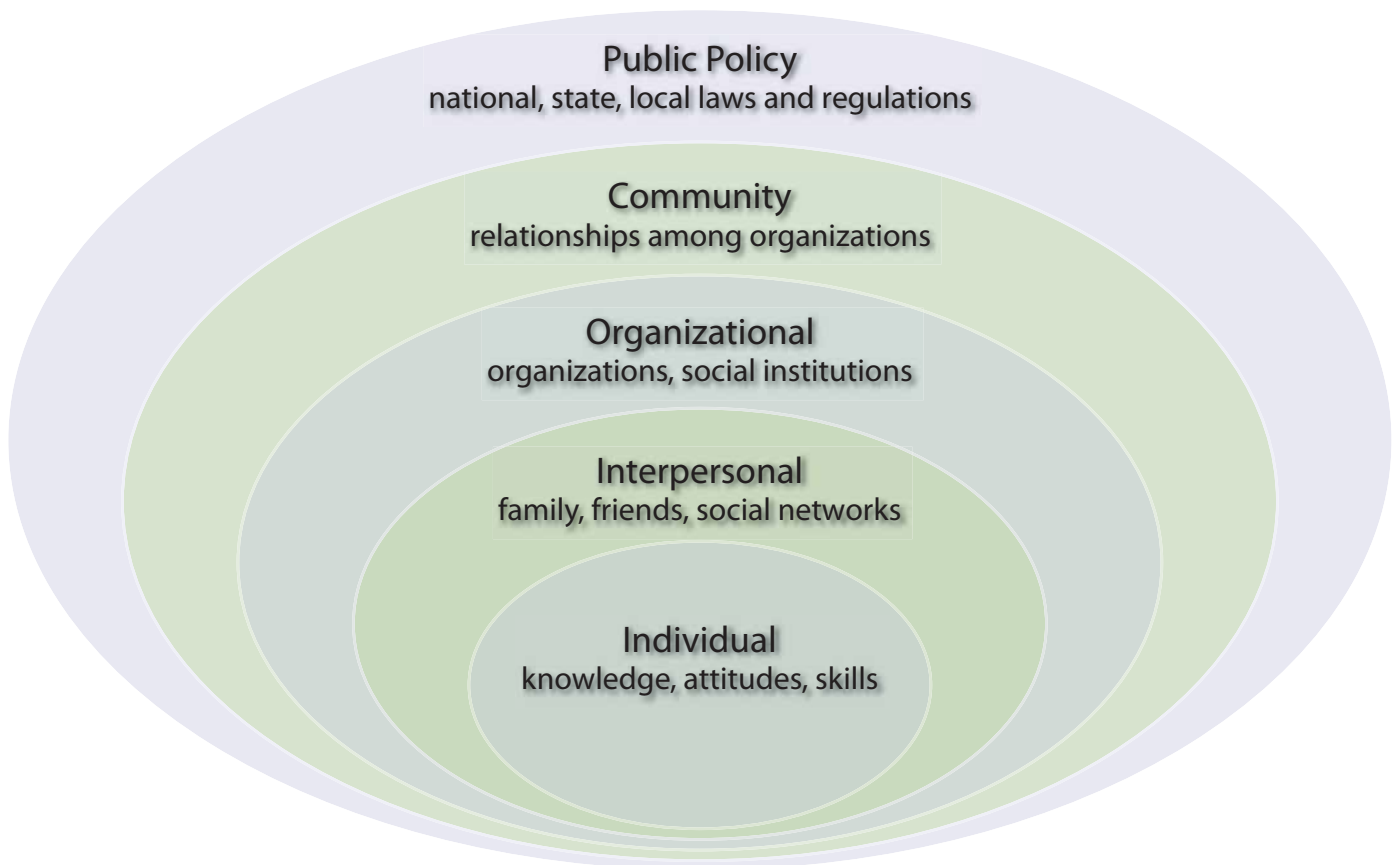 Public Policy
national, state, local laws and regulations
Community
relationships among organizations
Organizational
organizations, social institutions
Interpersonal
family, friends, social networks
Individual
knowledge, attitudes, skills